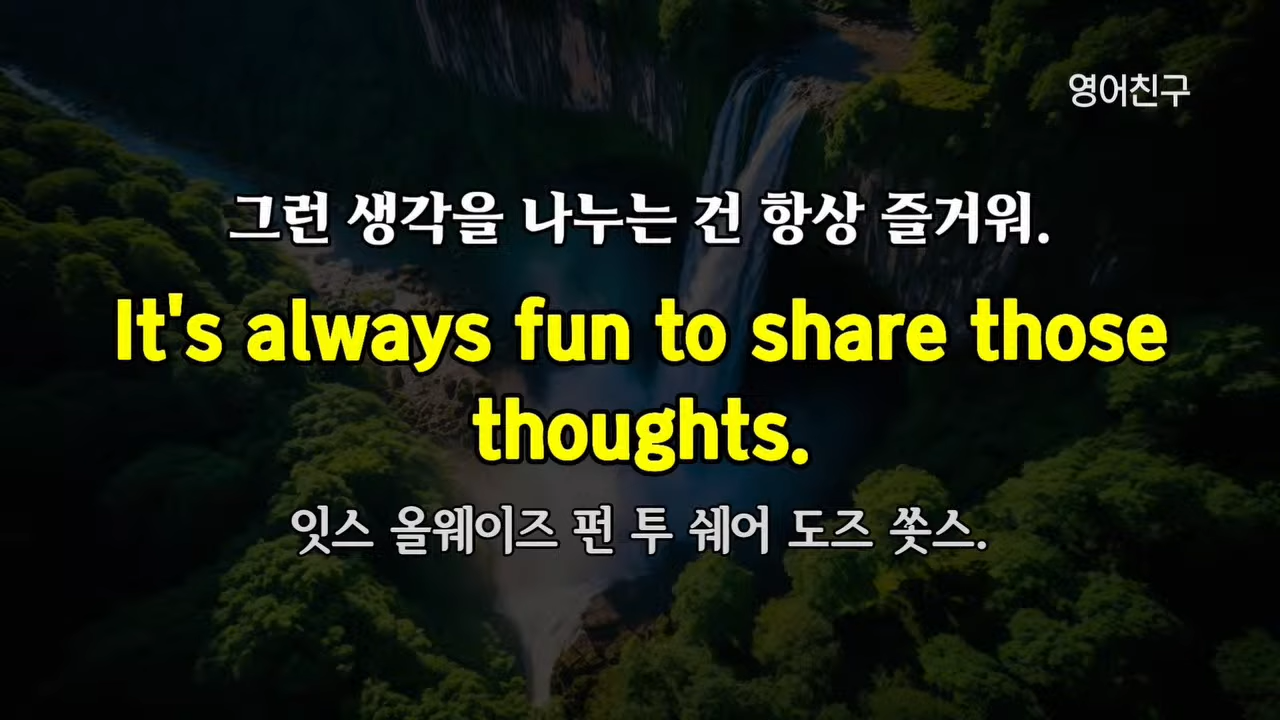 영어친구
그런 생각을 나누는 건 항상 즐거워.
It's always fun to share those
thoughts.
잇스 올웨이즈 펀 투 쉐어 도즈 쏫스.